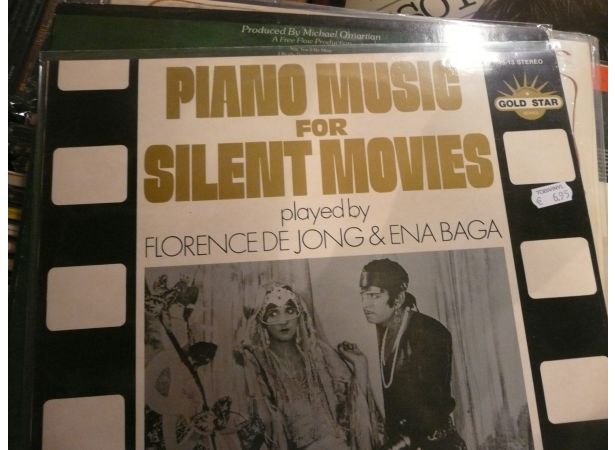 Produced By Michael Omartian
A Free Flow Production
PIANO MUSIC
FOR
SILENT MOVIES
played by
FLORENCE DE JONG & ENA BAGA
STEREO
GOLD STAR
€ 6,95